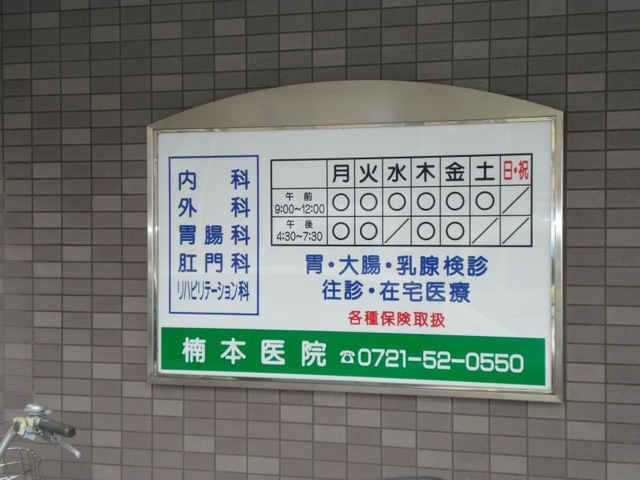 内科
外科
胃腸科
肛門科
リハビリテーション科
月 火 水 木 金 土 日・祝
午前 9:00～12:00 ○ ○ ○ ○ ○ ○ ／
午後 4:30～7:30 ○ ○ ／ ○ ○ ／ ／
胃・大腸・乳腺検診
往診・在宅医療
各種保険取扱
楠本医院 ☎0721-52-0550